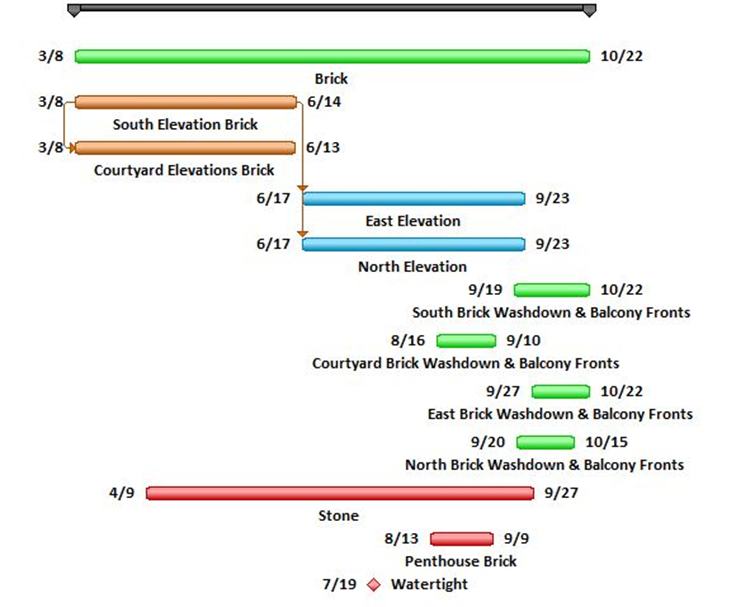 3/8 10/22
Brick
3/8 6/14
South Elevation Brick
3/8 6/13
Courtyard Elevations Brick
6/17 9/23
East Elevation
6/17 9/23
North Elevation
9/19 10/22
South Brick Washdown & Balcony Fronts
8/16 9/10
Courtyard Brick Washdown & Balcony Fronts
9/27 10/22
East Brick Washdown & Balcony Fronts
9/20 10/15
North Brick Washdown & Balcony Fronts
4/9 9/27
Stone
8/13 9/9
Penthouse Brick
7/19 Watertight